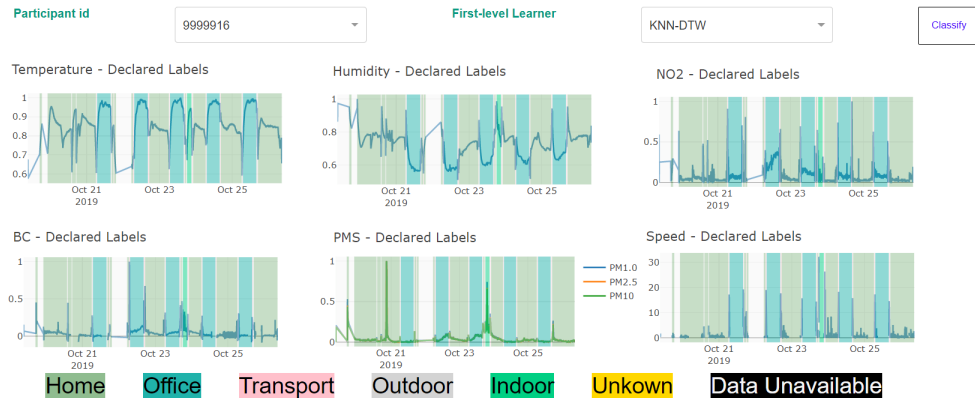 Participant id
9999916
First-level Learner
KNN-DTW
Classify
Temperature - Declared Labels
Humidity - Declared Labels
NO2 - Declared Labels
1
0.9
0.8
0.7
0.6
Oct 21
2019
Oct 23
Oct 25
1
0.8
0.6
Oct 21
2019
Oct 23
Oct 25
1
0.5
0
Oct 21
2019
Oct 23
Oct 25
BC - Declared Labels
PMS - Declared Labels
Speed - Declared Labels
1
0.5
0
Oct 21
2019
Oct 23
Oct 25
1
0.5
0
Oct 21
2019
Oct 23
Oct 25
PM1.0
PM2.5
PM10
30
20
10
0
Oct 21
2019
Oct 23
Oct 25
Home Office Transport Outdoor Indoor Unkown Data Unavailable